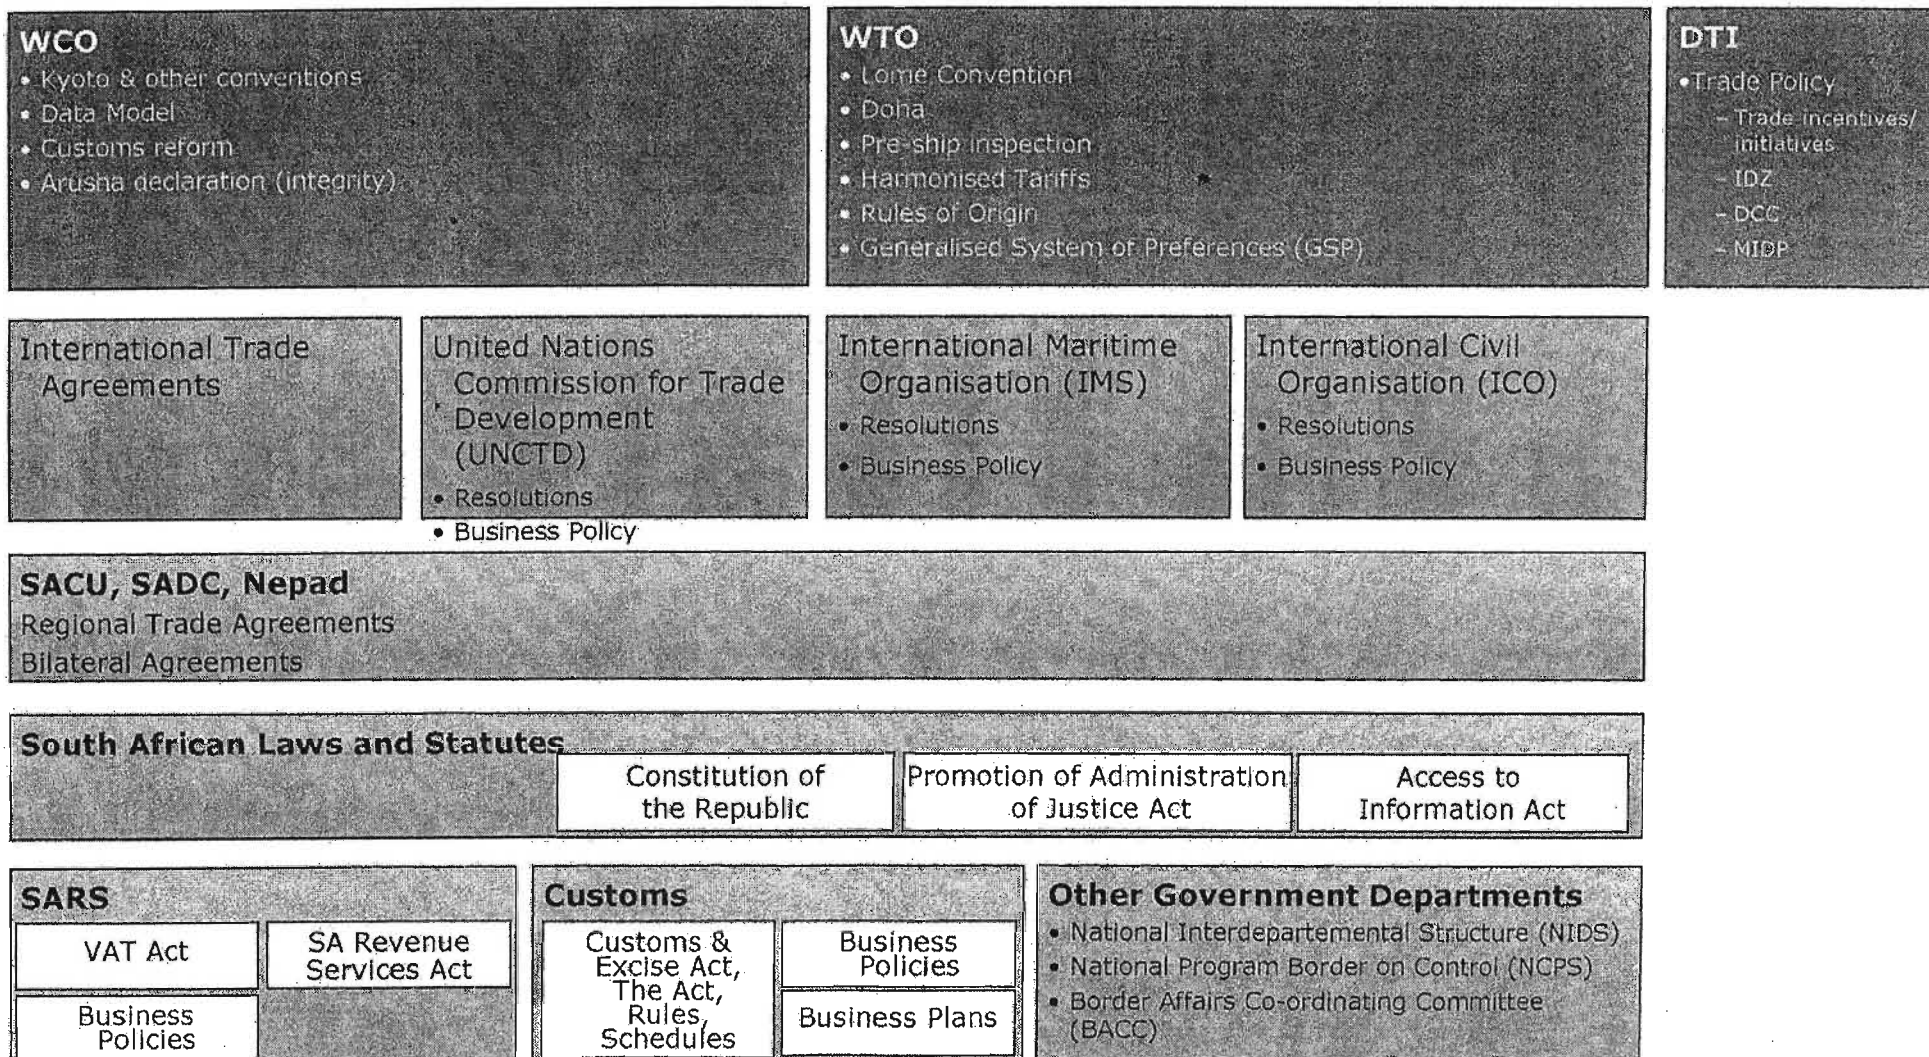 WCO
• Kyoto & other conventions
• Data Model
• Customs reform
• Arusha declaration (integrity)
WTO
• Lome Convention
• Doha
• Pre-ship inspection
• Harmonised Tariffs
• Rules of Origin
• Generalised System of Preferences (GSP)
DTI
• Trade Policy
– Trade incentives/
initiatives
– IDZ
– DCC
– MIDP
International Trade
Agreements
United Nations
Commission for Trade
Development
(UNCTD)
• Resolutions
• Business Policy
International Maritime
Organisation (IMS)
• Resolutions
• Business Policy
International Civil
Organisation (ICO)
• Resolutions
• Business Policy
SACU, SADC, Nepad
Regional Trade Agreements
Bilateral Agreements
South African Laws and Statutes
Constitution of
the Republic
Promotion of Administration
of Justice Act
Access to
Information Act
SARS
VAT Act
SA Revenue
Services Act
Business
Policies
Customs
Customs &
Excise Act,
The Act,
Rules,
Schedules
Business
Policies
Business Plans
Other Government Departments
• National Interdepartemental Structure (NIDS)
• National Program Border on Control (NCPS)
• Border Affairs Co-ordinating Committee
(BACC)